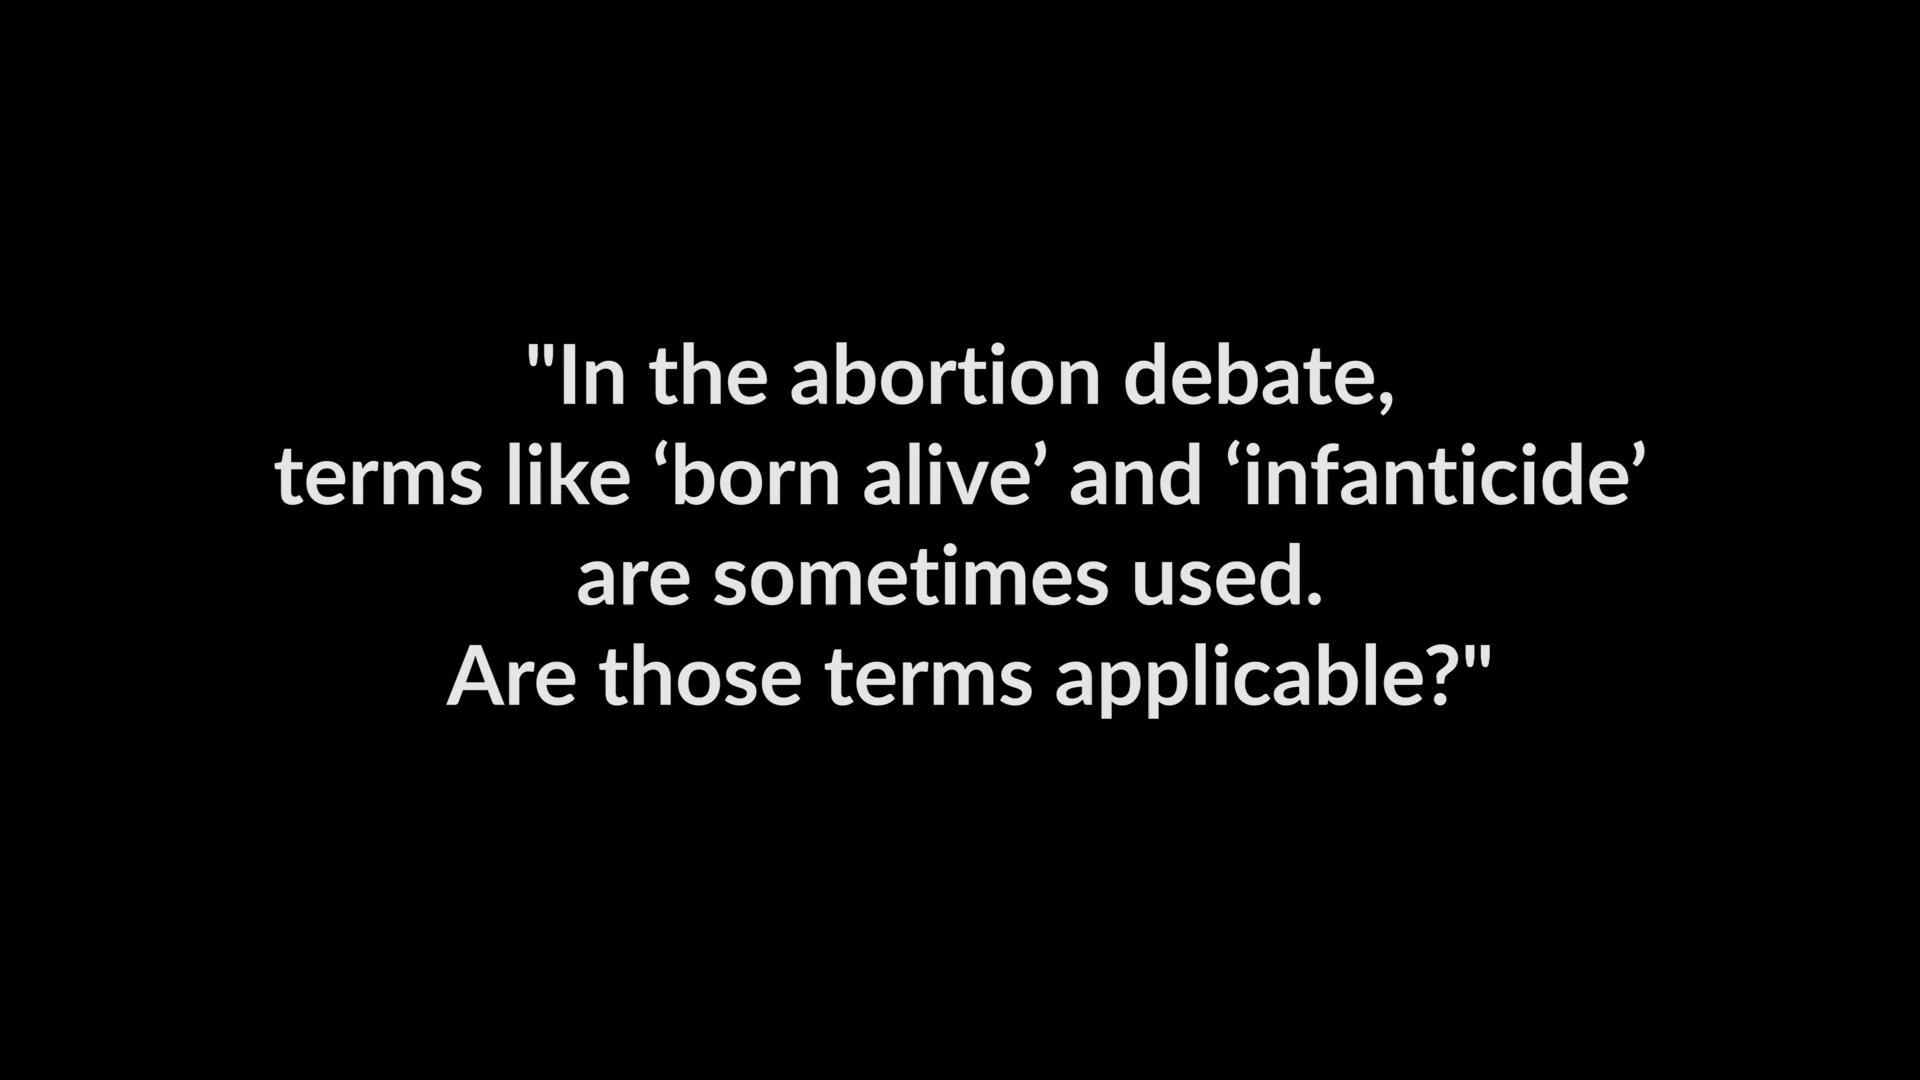 "In the abortion debate,
terms like ‘born alive’ and ‘infanticide’
are sometimes used.
Are those terms applicable?"